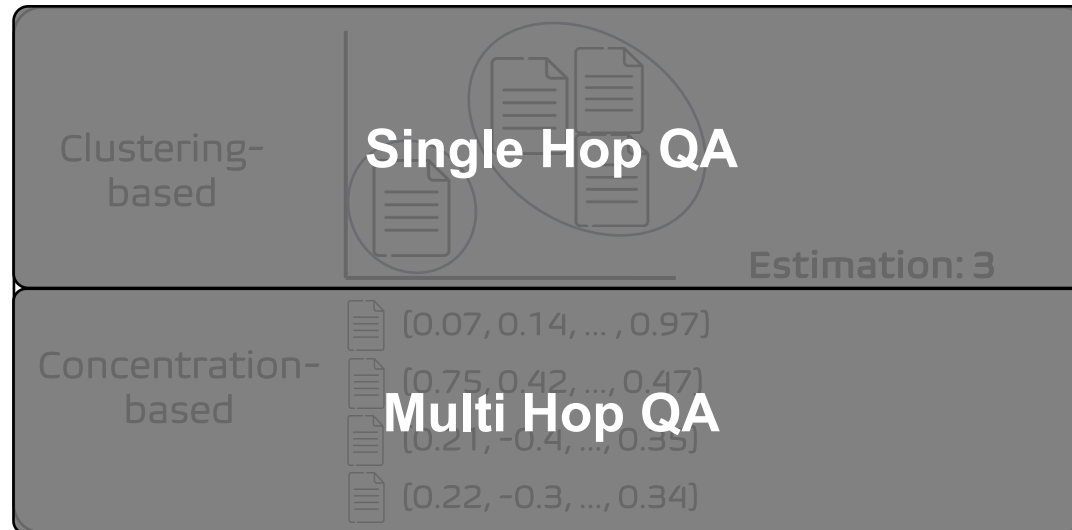 Clustering-
based
Single Hop QA
Estimation: 3
Concentration-
based
(0.07, 0.14, ... , 0.97)
(0.75, 0.42, ..., 0.47)
Multi Hop QA
(0.21, -0.4, ..., 0.35)
(0.22, -0.3, ..., 0.34)